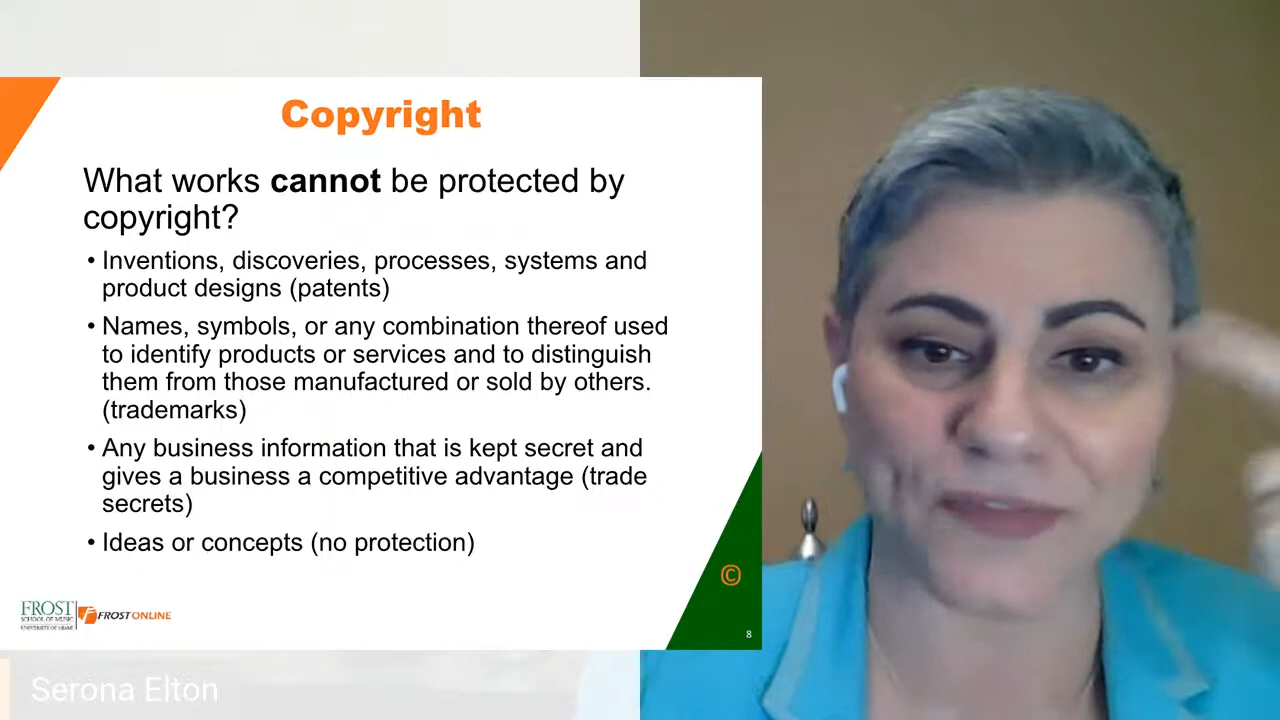 Copyright
What works cannot be protected by
copyright?
• Inventions, discoveries, processes, systems and
product designs (patents)
• Names, symbols, or any combination thereof used
to identify products or services and to distinguish
them from those manufactured or sold by others.
(trademarks)
• Any business information that is kept secret and
gives a business a competitive advantage (trade
secrets)
• Ideas or concepts (no protection)
©
FROST
SCHOOL OF MUSIC
UNIVERSITY OF MIAMI
FROST ONLINE
8
Serona Elton